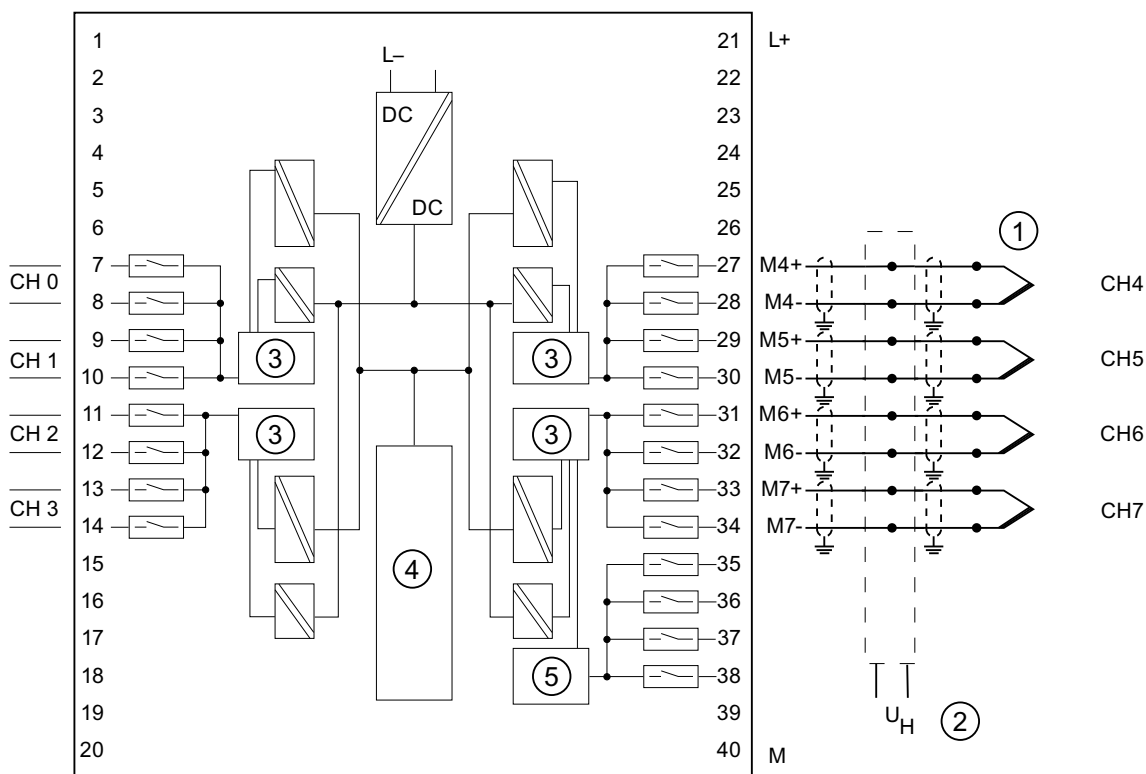 1 21 L+
L–
2 22
3 DC 23
4 24
5 25
DC
6 26
1
7 27 M4+
CH 0 CH4
8 28 M4-
9 29 M5+
CH 1 3 3 CH5
10 30 M5-
11 31 M6+
CH 2 3 3 CH6
12 32 M6-
13 33 M7+
CH 3 CH7
14 34 M7-
15 4 35
16 36
17 37
18 5 38
19 39 UH 2
20 40 M